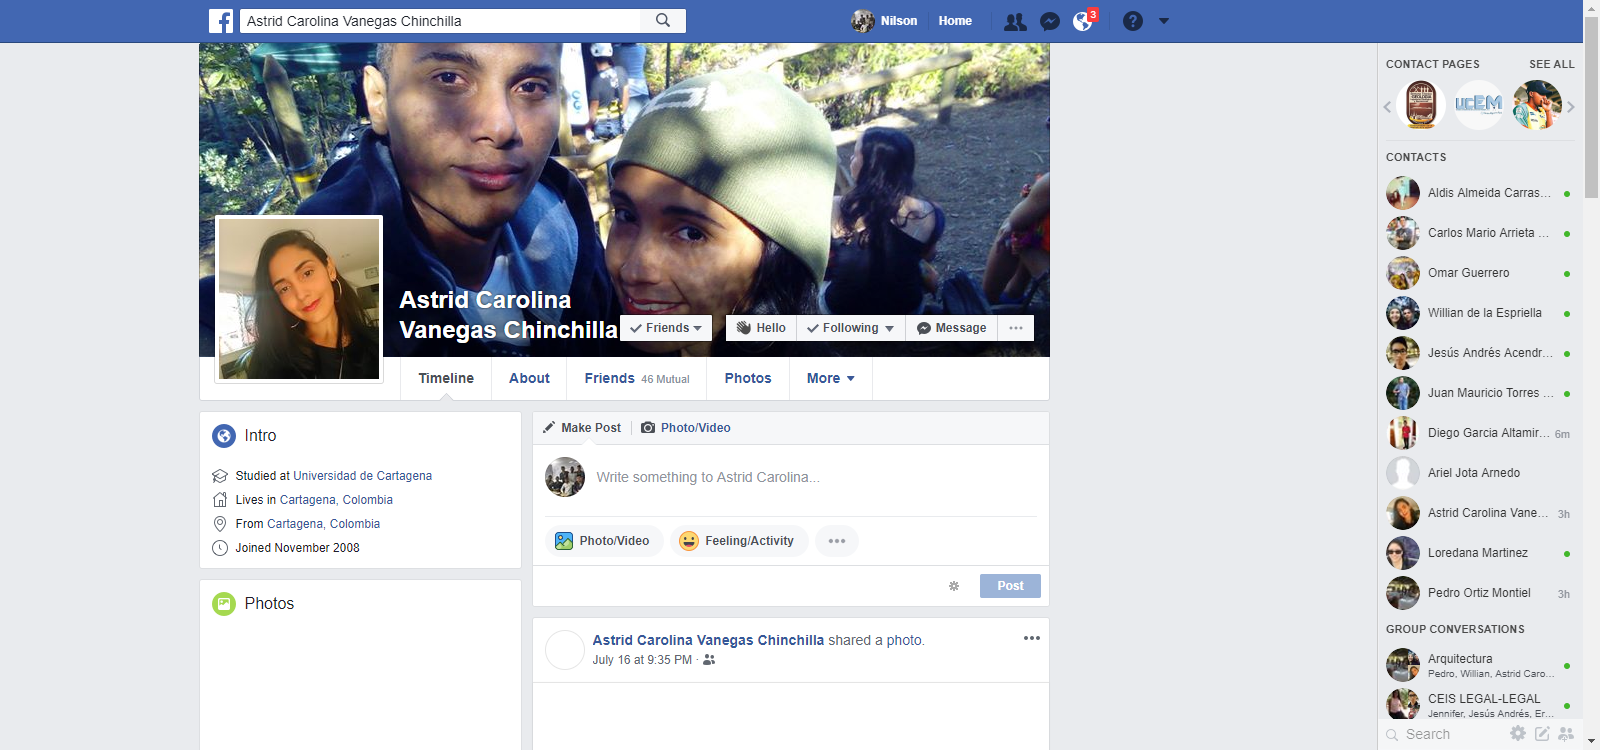 Astrid Carolina Vanegas Chinchilla
Nilson
Home
3
Astrid Carolina
Vanegas Chinchilla
Friends
Hello
Following
Message
Timeline
About
Friends 46 Mutual
Photos
More
Intro
Studied at Universidad de Cartagena
Lives in Cartagena, Colombia
From Cartagena, Colombia
Joined November 2008
Photos
Make Post
Photo/Video
Write something to Astrid Carolina...
Photo/Video
Feeling/Activity
Post
Astrid Carolina Vanegas Chinchilla shared a photo.
July 16 at 9:35 PM ·
CONTACT PAGES
SEE ALL
UCEM
CONTACTS
Aldis Almeida Carras...
Carlos Mario Arrieta ...
Omar Guerrero
Willian de la Espriella
Jesús Andrés Acendr...
Juan Mauricio Torres ...
Diego Garcia Altamir... 6m
Ariel Jota Arnedo
Astrid Carolina Vane... 3h
Loredana Martinez
Pedro Ortiz Montiel 3h
GROUP CONVERSATIONS
Arquitectura
Pedro, Willian, Astrid Caro...
CEIS LEGAL-LEGAL
Jennifer, Jesús Andrés, Er...
Search